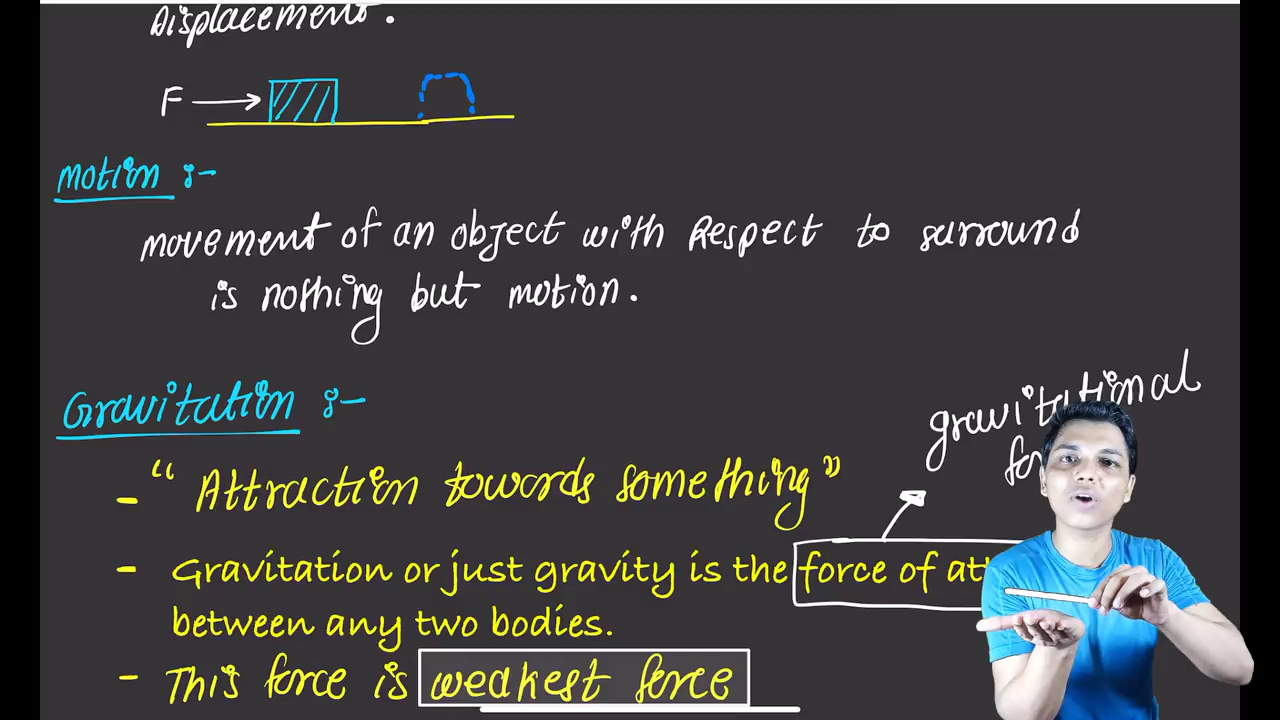 Displacement.
F
Motion :-
Movement of an object with Respect to surround
is nothing but motion.
Gravitation :-
gravitational
- "Attraction towards something"
- Gravitation or just gravity is the force of
between any two bodies.
- This force is weakest force